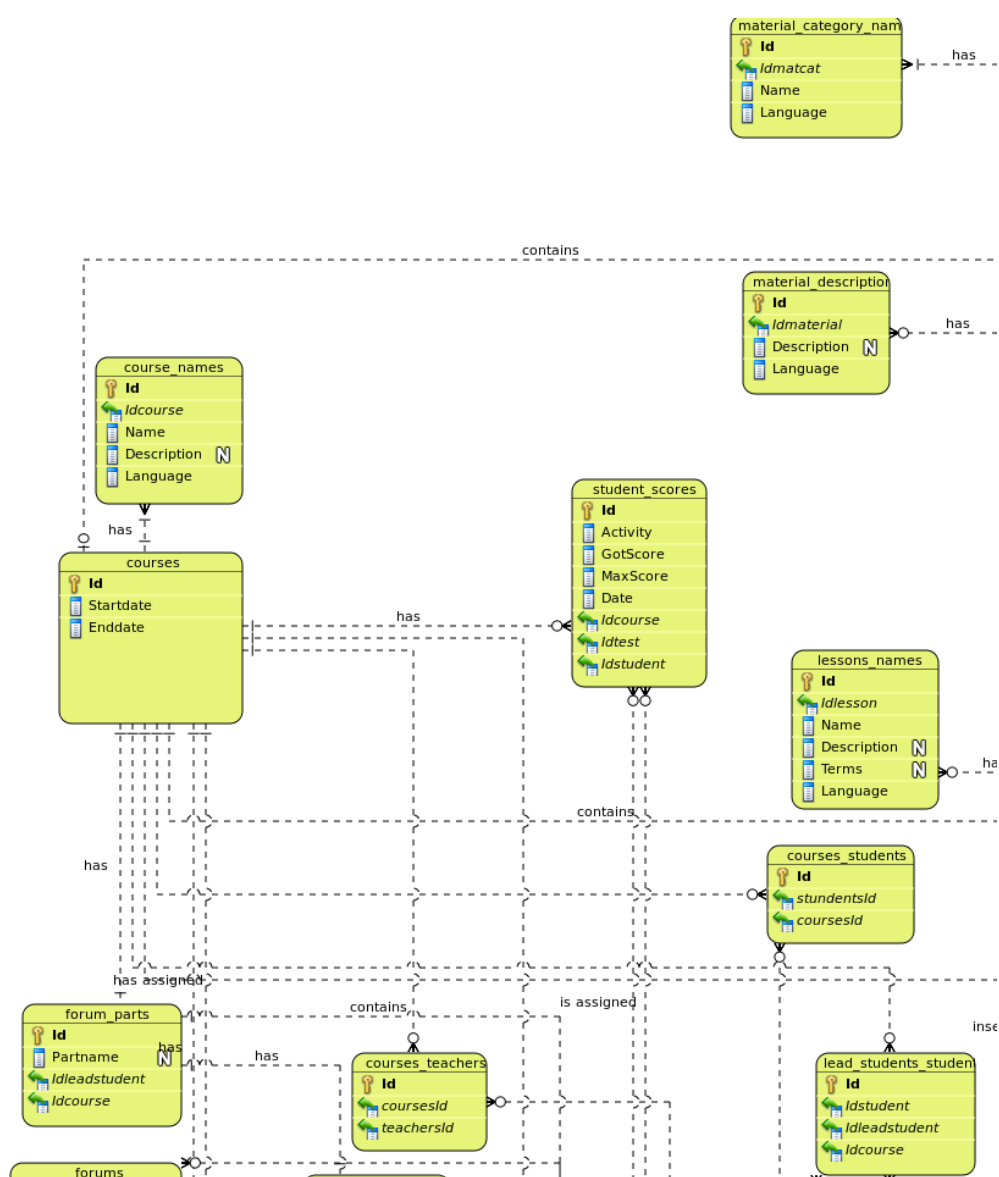 material_category_nam
Id
Idmatcat
Name
Language
has
contains
material_description
Id
Idmaterial
Description N
Language
has
course_names
Id
Idcourse
Name
Description N
Language
has
courses
Id
Startdate
Enddate
has
student_scores
Id
Activity
GotScore
MaxScore
Date
Idcourse
Idtest
Idstudent
lessons_names
Id
Idlesson
Name
Description N
Terms N
Language
ha
contains
has
courses_students
Id
stundentsId
coursesId
has assigned
is assigned
contains
inse
forum_parts
Id
Partname N
Idleadstudent
Idcourse
has
has
courses_teachers
Id
coursesId
teachersId
lead_students_studen
Id
Idstudent
Idleadstudent
Idcourse
forums